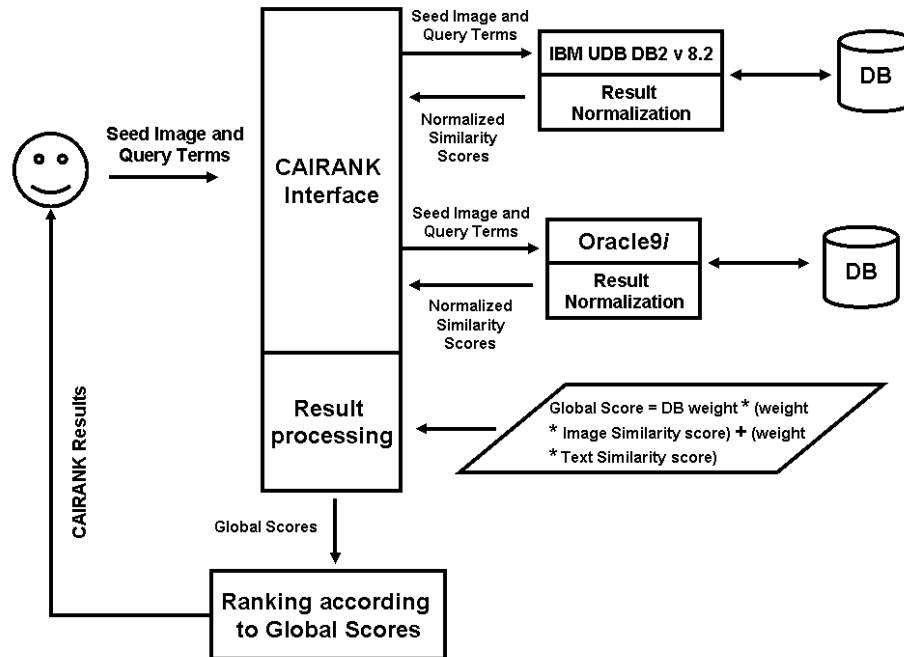 Seed Image and
Query Terms
CAIRANK
Interface
Seed Image and
Query Terms
IBM UDB DB2 v 8.2
Result
Normalization
DB
Normalized
Similarity
Scores
Seed Image and
Query Terms
Oracle9i
Result
Normalization
DB
Normalized
Similarity
Scores
Result
processing
Global Score = DB weight * (weight
* Image Similarity score) + (weight
* Text Similarity score)
Global Scores
Ranking according
to Global Scores
CAIRANK Results